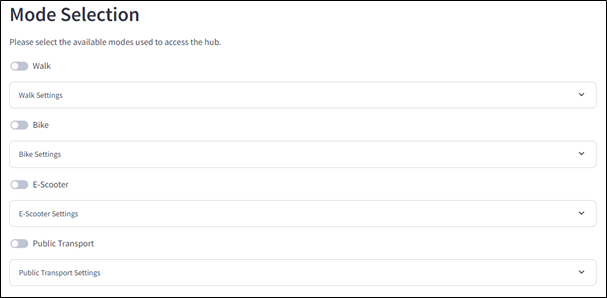 Mode Selection
Please select the available modes used to access the hub.
Walk
Walk Settings
Bike
Bike Settings
E-Scooter
E-Scooter Settings
Public Transport
Public Transport Settings